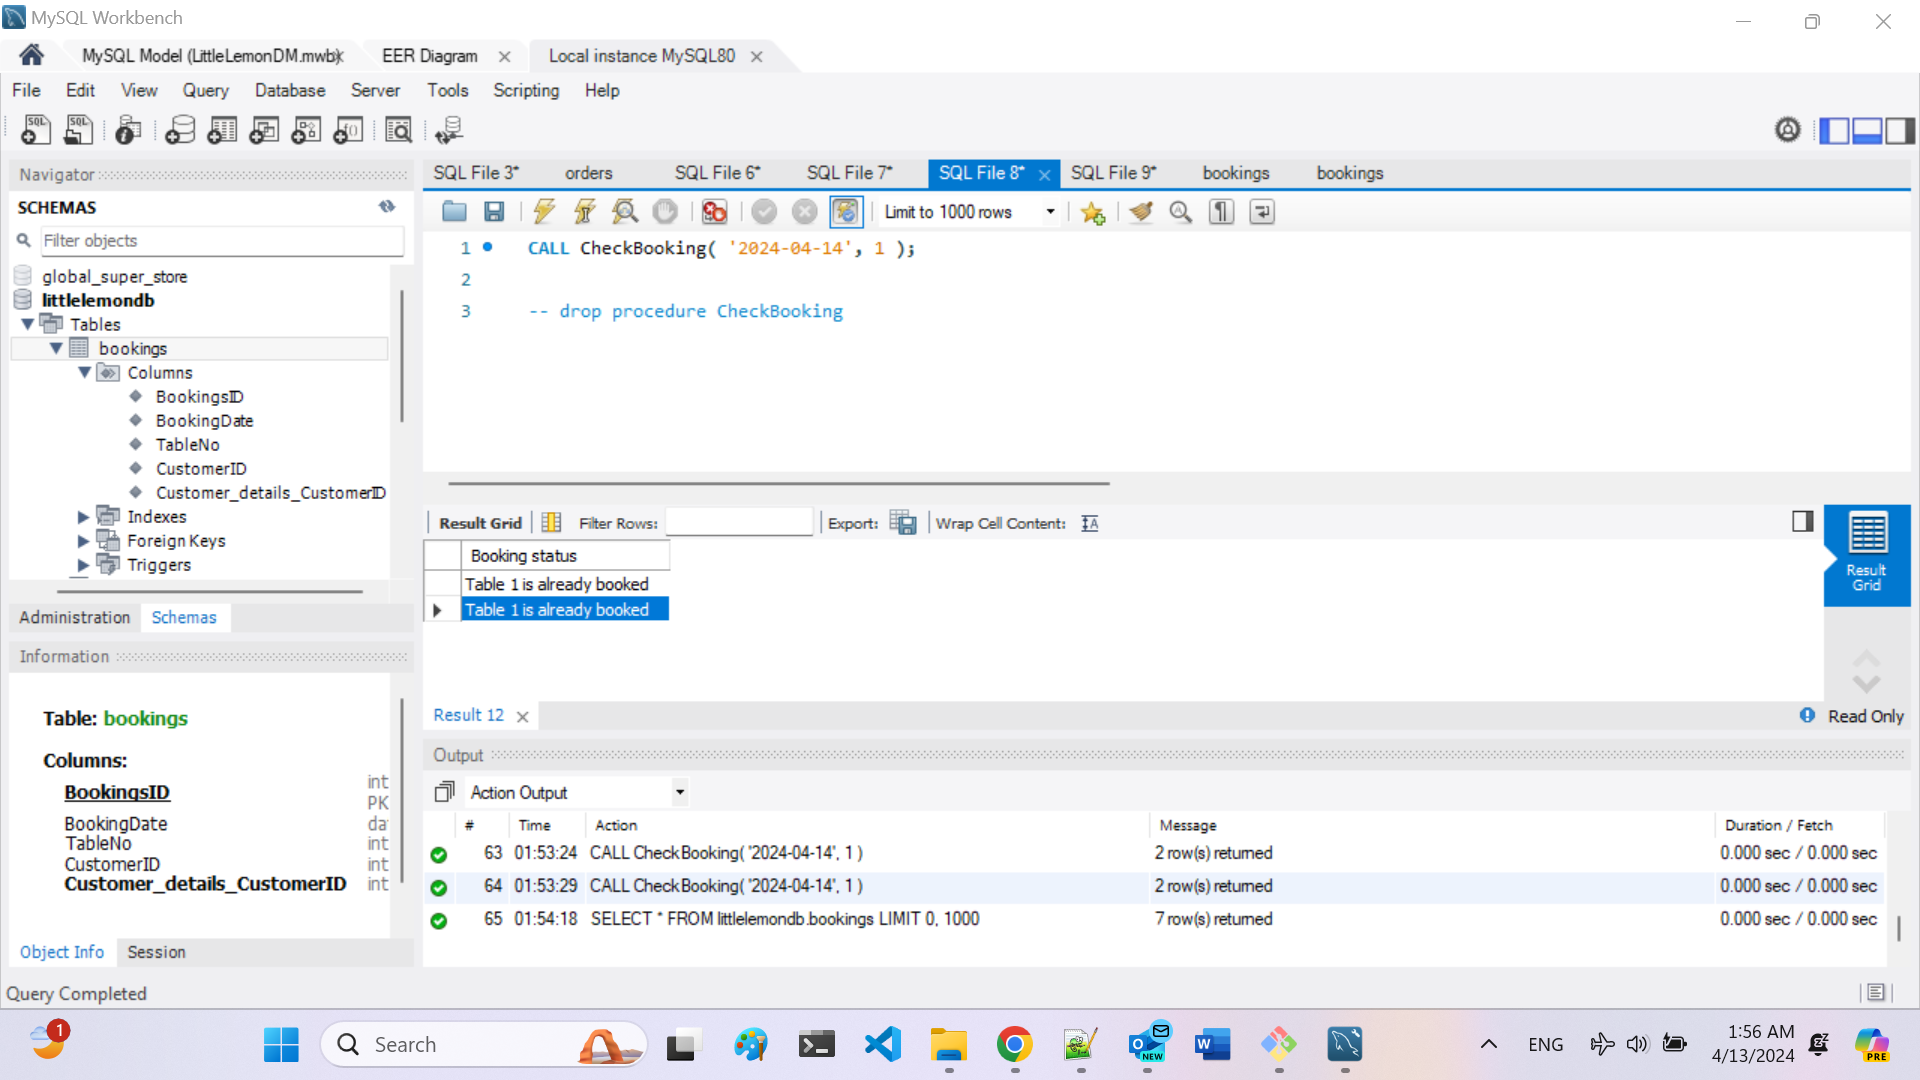 MySQL Workbench
MySQL Model (LittleLemonDM.mwb)
EER Diagram
Local instance MySQL80
File Edit View Query Database Server Tools Scripting Help
Navigator
SCHEMAS
Filter objects
global_super_store
littlelemondb
Tables
bookings
Columns
BookingsID
BookingDate
TableNo
CustomerID
Customer_details_CustomerID
Indexes
Foreign Keys
Triggers
Administration Schemas
Information
Table: bookings
Columns:
BookingsID int PK
BookingDate da
TableNo int
CustomerID int
Customer_details_CustomerID int
Object Info Session
Query Completed
SQL File 3* orders SQL File 6* SQL File 7* SQL File 8* SQL File 9* bookings bookings
Limit to 1000 rows
1 CALL CheckBooking( '2024-04-14', 1 );
2
3 -- drop procedure CheckBooking
Result Grid Filter Rows: Export: Wrap Cell Content:
Booking status
Table 1 is already booked
Table 1 is already booked
Result Grid
Result 12
Read Only
Output
Action Output
# Time Action Message Duration / Fetch
63 01:53:24 CALL CheckBooking( '2024-04-14', 1 ) 2 row(s) returned 0.000 sec / 0.000 sec
64 01:53:29 CALL CheckBooking( '2024-04-14', 1 ) 2 row(s) returned 0.000 sec / 0.000 sec
65 01:54:18 SELECT * FROM littlelemondb.bookings LIMIT 0, 1000 7 row(s) returned 0.000 sec / 0.000 sec
1
Search
NEW
ENG
1:56 AM
4/13/2024
PRE